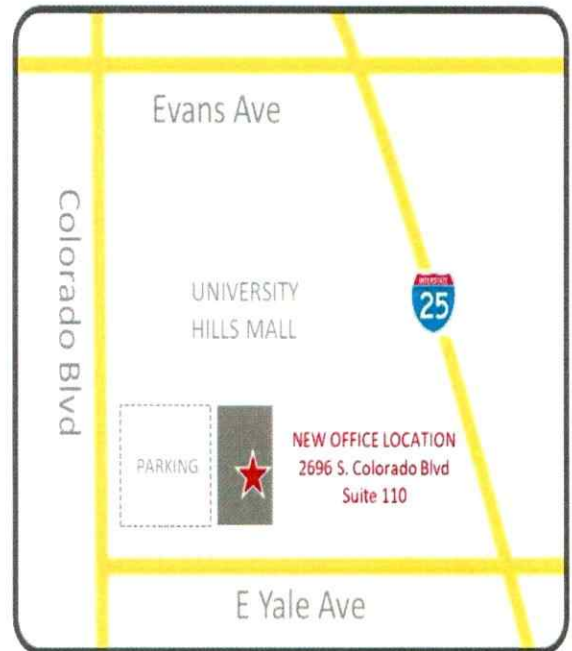 Evans Ave
Colorado Blvd
UNIVERSITY
HILLS MALL
INTERSTATE
25
PARKING
NEW OFFICE LOCATION
2696 S. Colorado Blvd
Suite 110
E Yale Ave